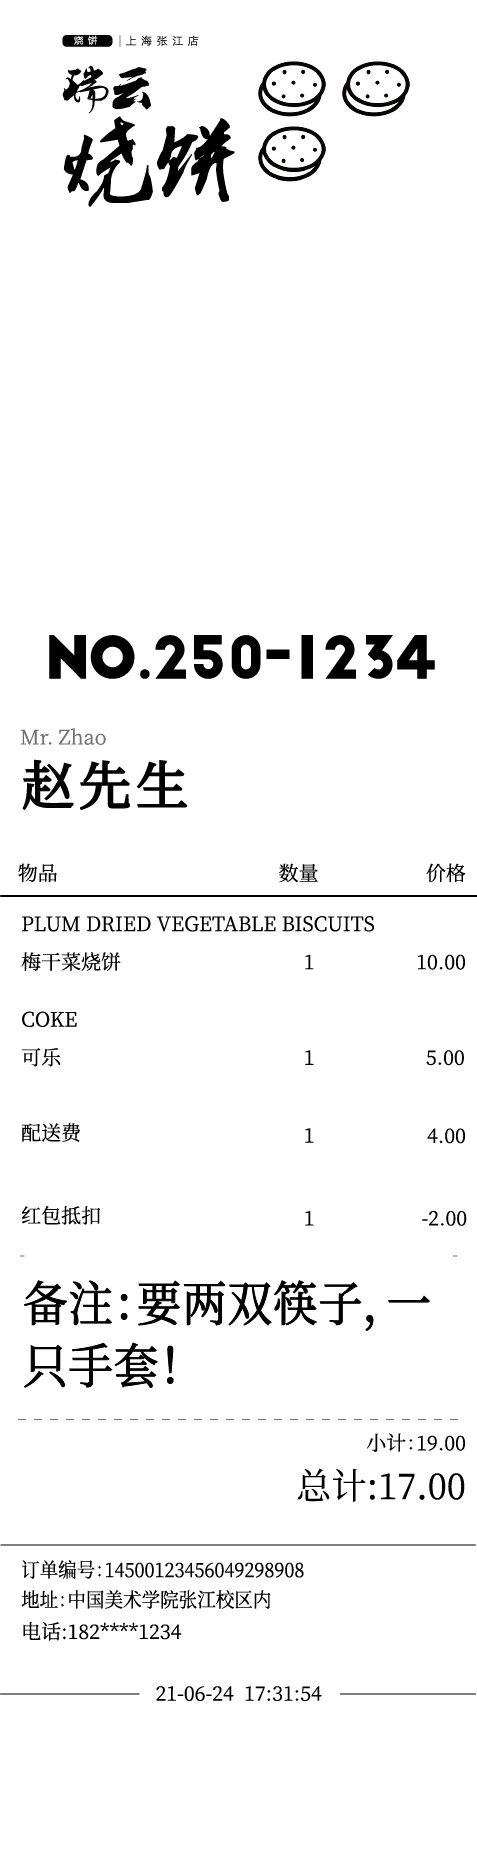 烧饼 | 上海张江店
瑞云
烧饼
NO.250-1234
Mr. Zhao
赵先生
物品 数量 价格
PLUM DRIED VEGETABLE BISCUITS
梅干菜烧饼 1 10.00
COKE
可乐 1 5.00
配送费 1 4.00
红包抵扣 1 -2.00
备注:要两双筷子,一
只手套!
小计:19.00
总计:17.00
订单编号:14500123456049298908
地址:中国美术学院张江校区内
电话:182****1234
21-06-24 17:31:54